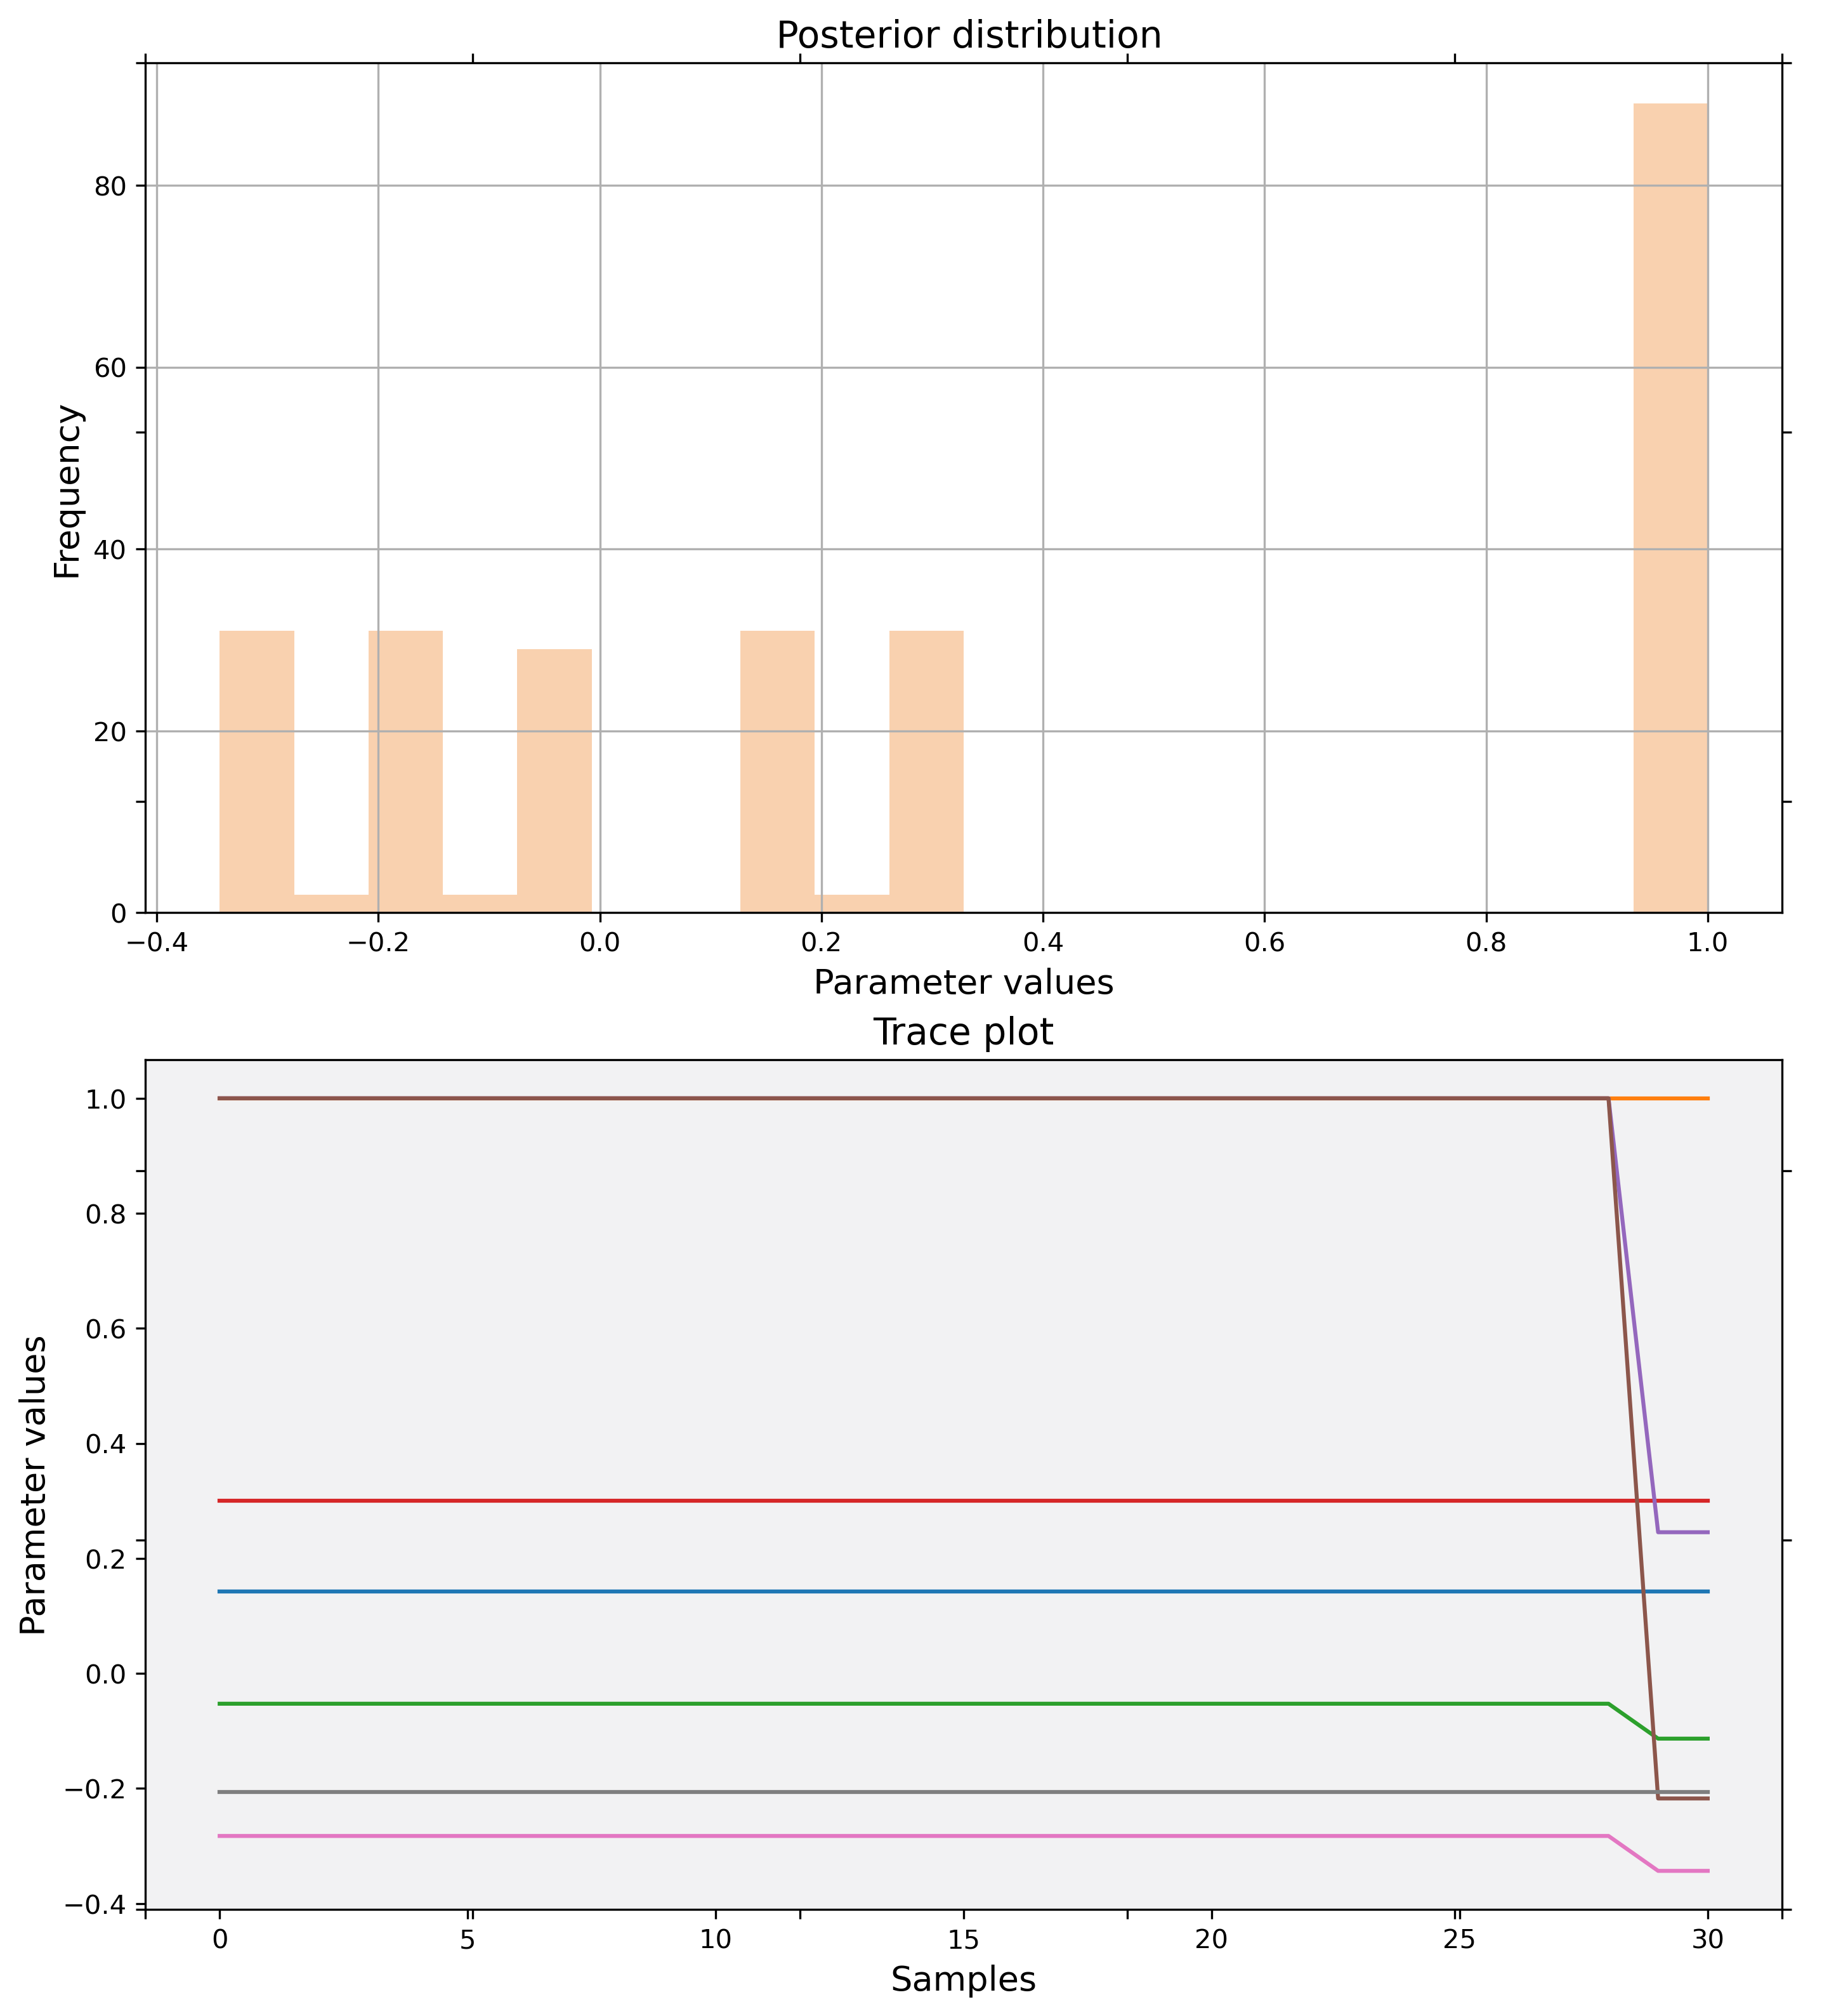 Posterior distribution
Frequency
80
60
40
20
0
−0.4 −0.2 0.0 0.2 0.4 0.6 0.8 1.0
Parameter values
Trace plot
Parameter values
1.0
0.8
0.6
0.4
0.2
0.0
−0.2
−0.4
0 5 10 15 20 25 30
Samples